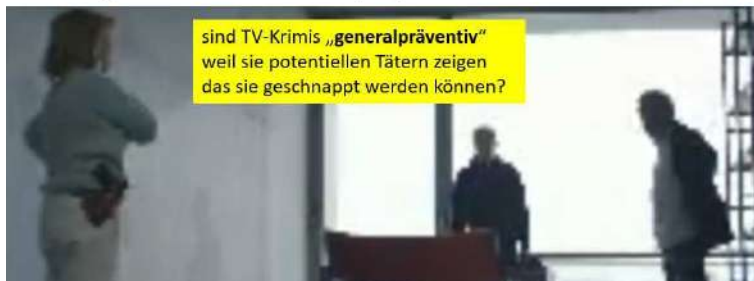 sind TV-Krimis „generalpräventiv“
weil sie potentiellen Tätern zeigen
das sie geschnappt werden können?